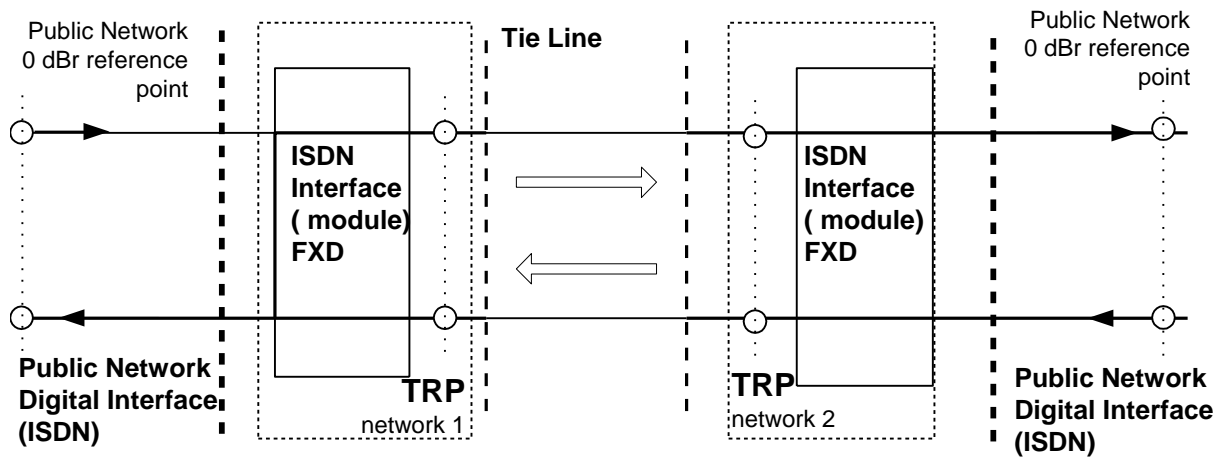 Public Network
0 dBr reference
point
Tie Line
Public Network
0 dBr reference
point
ISDN
Interface
( module)
FXD
ISDN
Interface
( module)
FXD
Public Network
Digital Interface
(ISDN)
TRP
network 1
TRP
network 2
Public Network
Digital Interface
(ISDN)